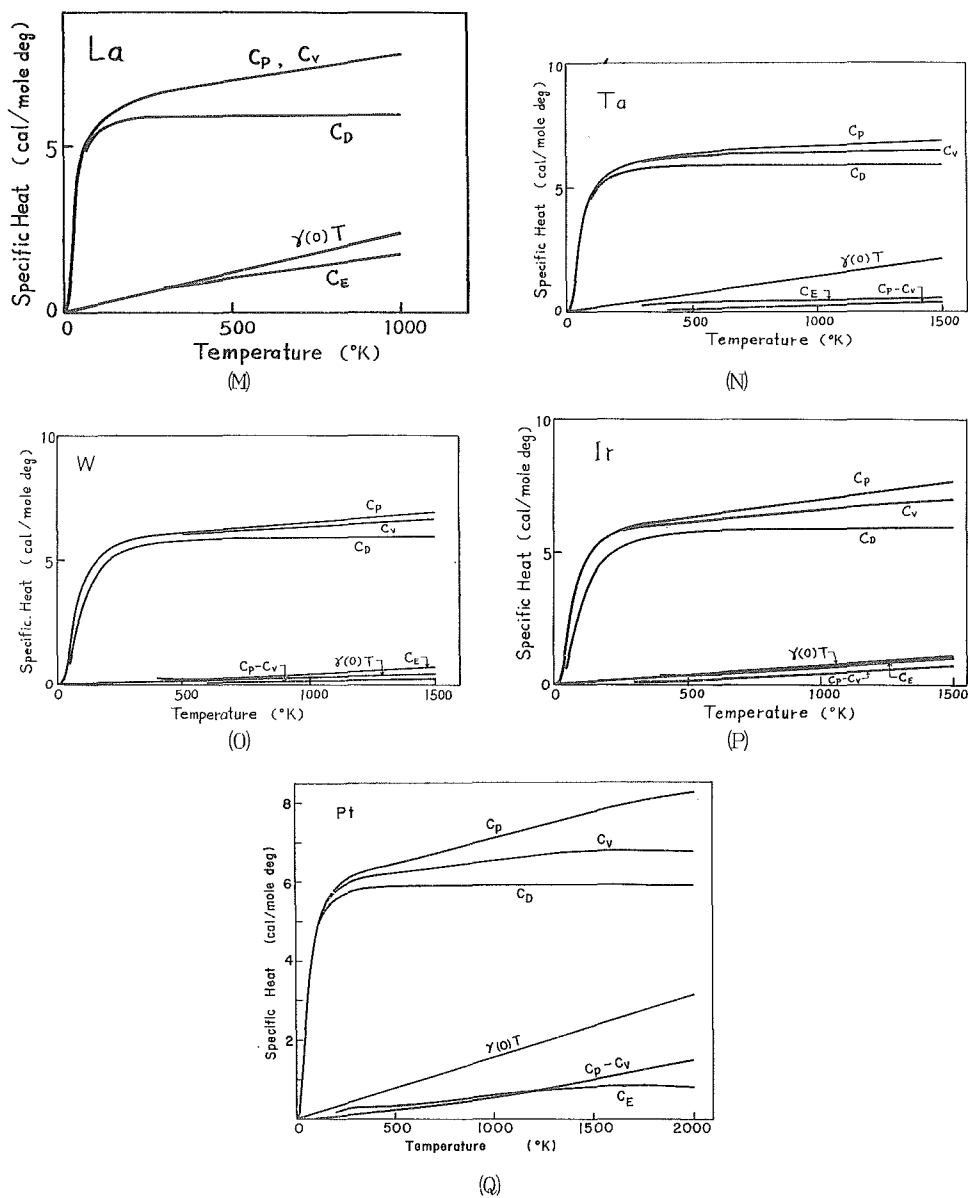 La
Cp , Cv
CD
γ(0)T
CE
5
0
0 500 1000
Specific Heat (cal/mole deg)
Temperature (°K)
(M)
10
Ta
Cp
Cv
CD
5
γ(0)T
CE Cp-Cv
0
0 500 1000 1500
Specific Heat (cal/mole deg)
Temperature (°K)
(N)
10
W
Cp
Cv
CD
5
Cp-Cv γ(0)T CE
0
0 500 1000 1500
Specific. Heat (cal/mole deg)
Temperature (°K)
(O)
10
Ir
Cp
Cv
CD
5
γ(0)T
Cp-Cv CE
0
0 500 1000 1500
Specific Heat (cal/mole deg)
Temperature (°K)
(P)
8
Pt
Cp
Cv
6
CD
4
2
γ(0)T
Cp-Cv
CE
0 500 1000 1500 2000
Specific Heat (cal/mole deg)
Temperature (°K)
(Q)